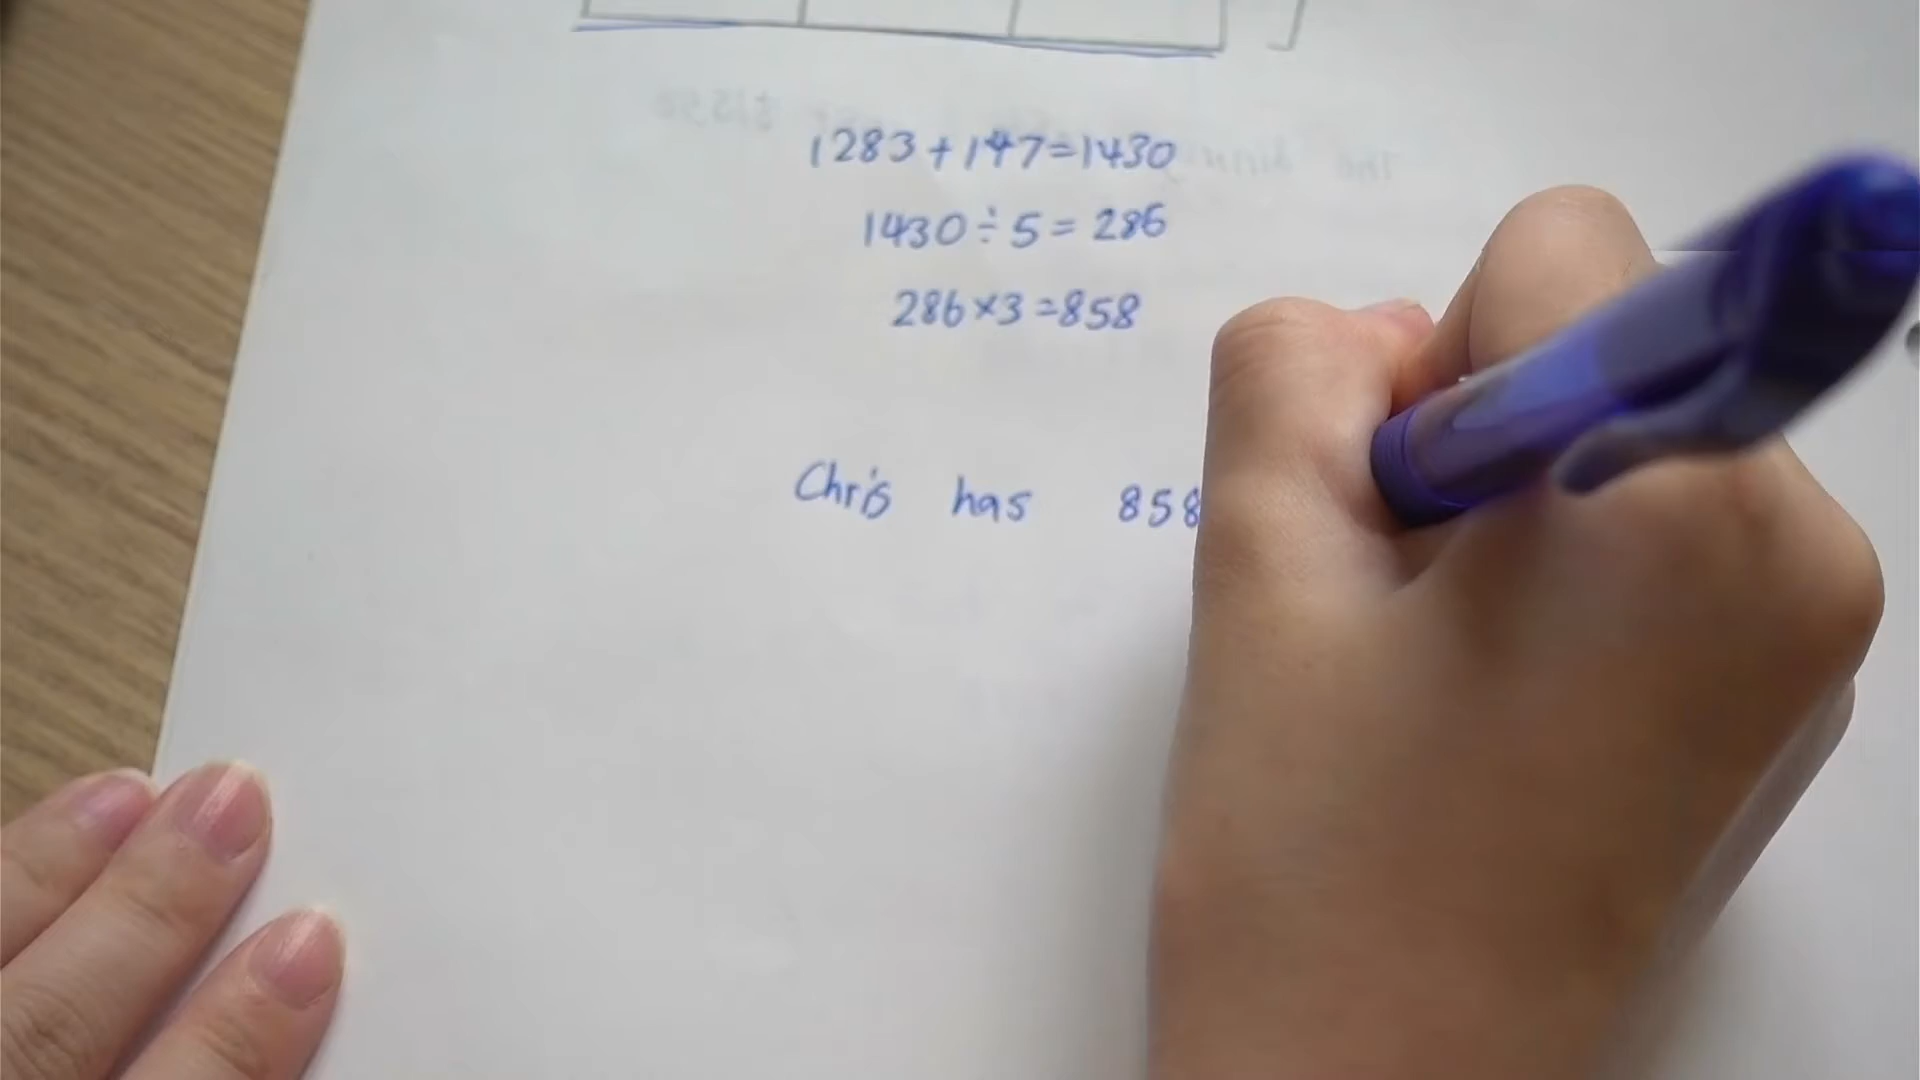 1283 + 147 = 1430
1430 ÷ 5 = 286
286 × 3 = 858
Chris has 858